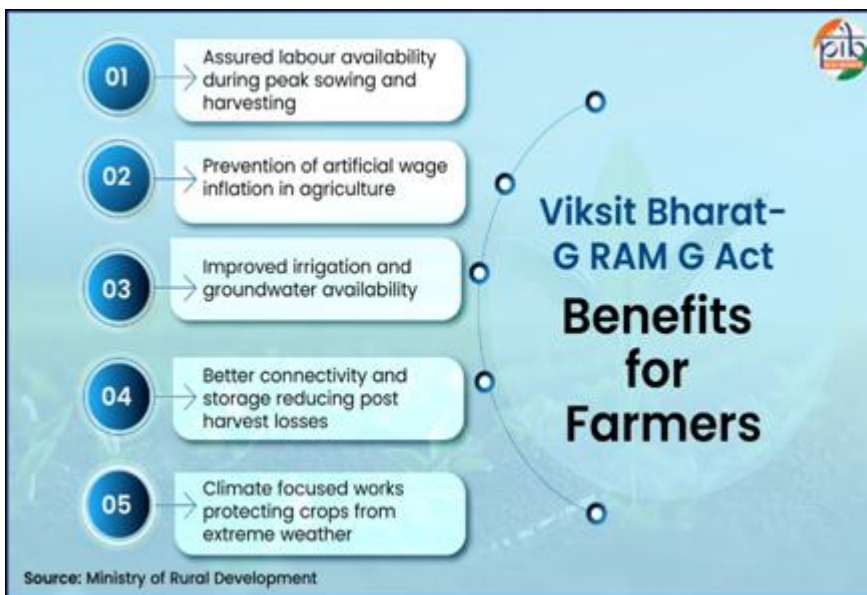 pib
01
Assured labour availability
during peak sowing and
harvesting
02
Prevention of artificial wage
inflation in agriculture
03
Improved irrigation and
groundwater availability
04
Better connectivity and
storage reducing post
harvest losses
05
Climate focused works
protecting crops from
extreme weather
Viksit Bharat-
G RAM G Act
Benefits
for
Farmers
Source: Ministry of Rural Development